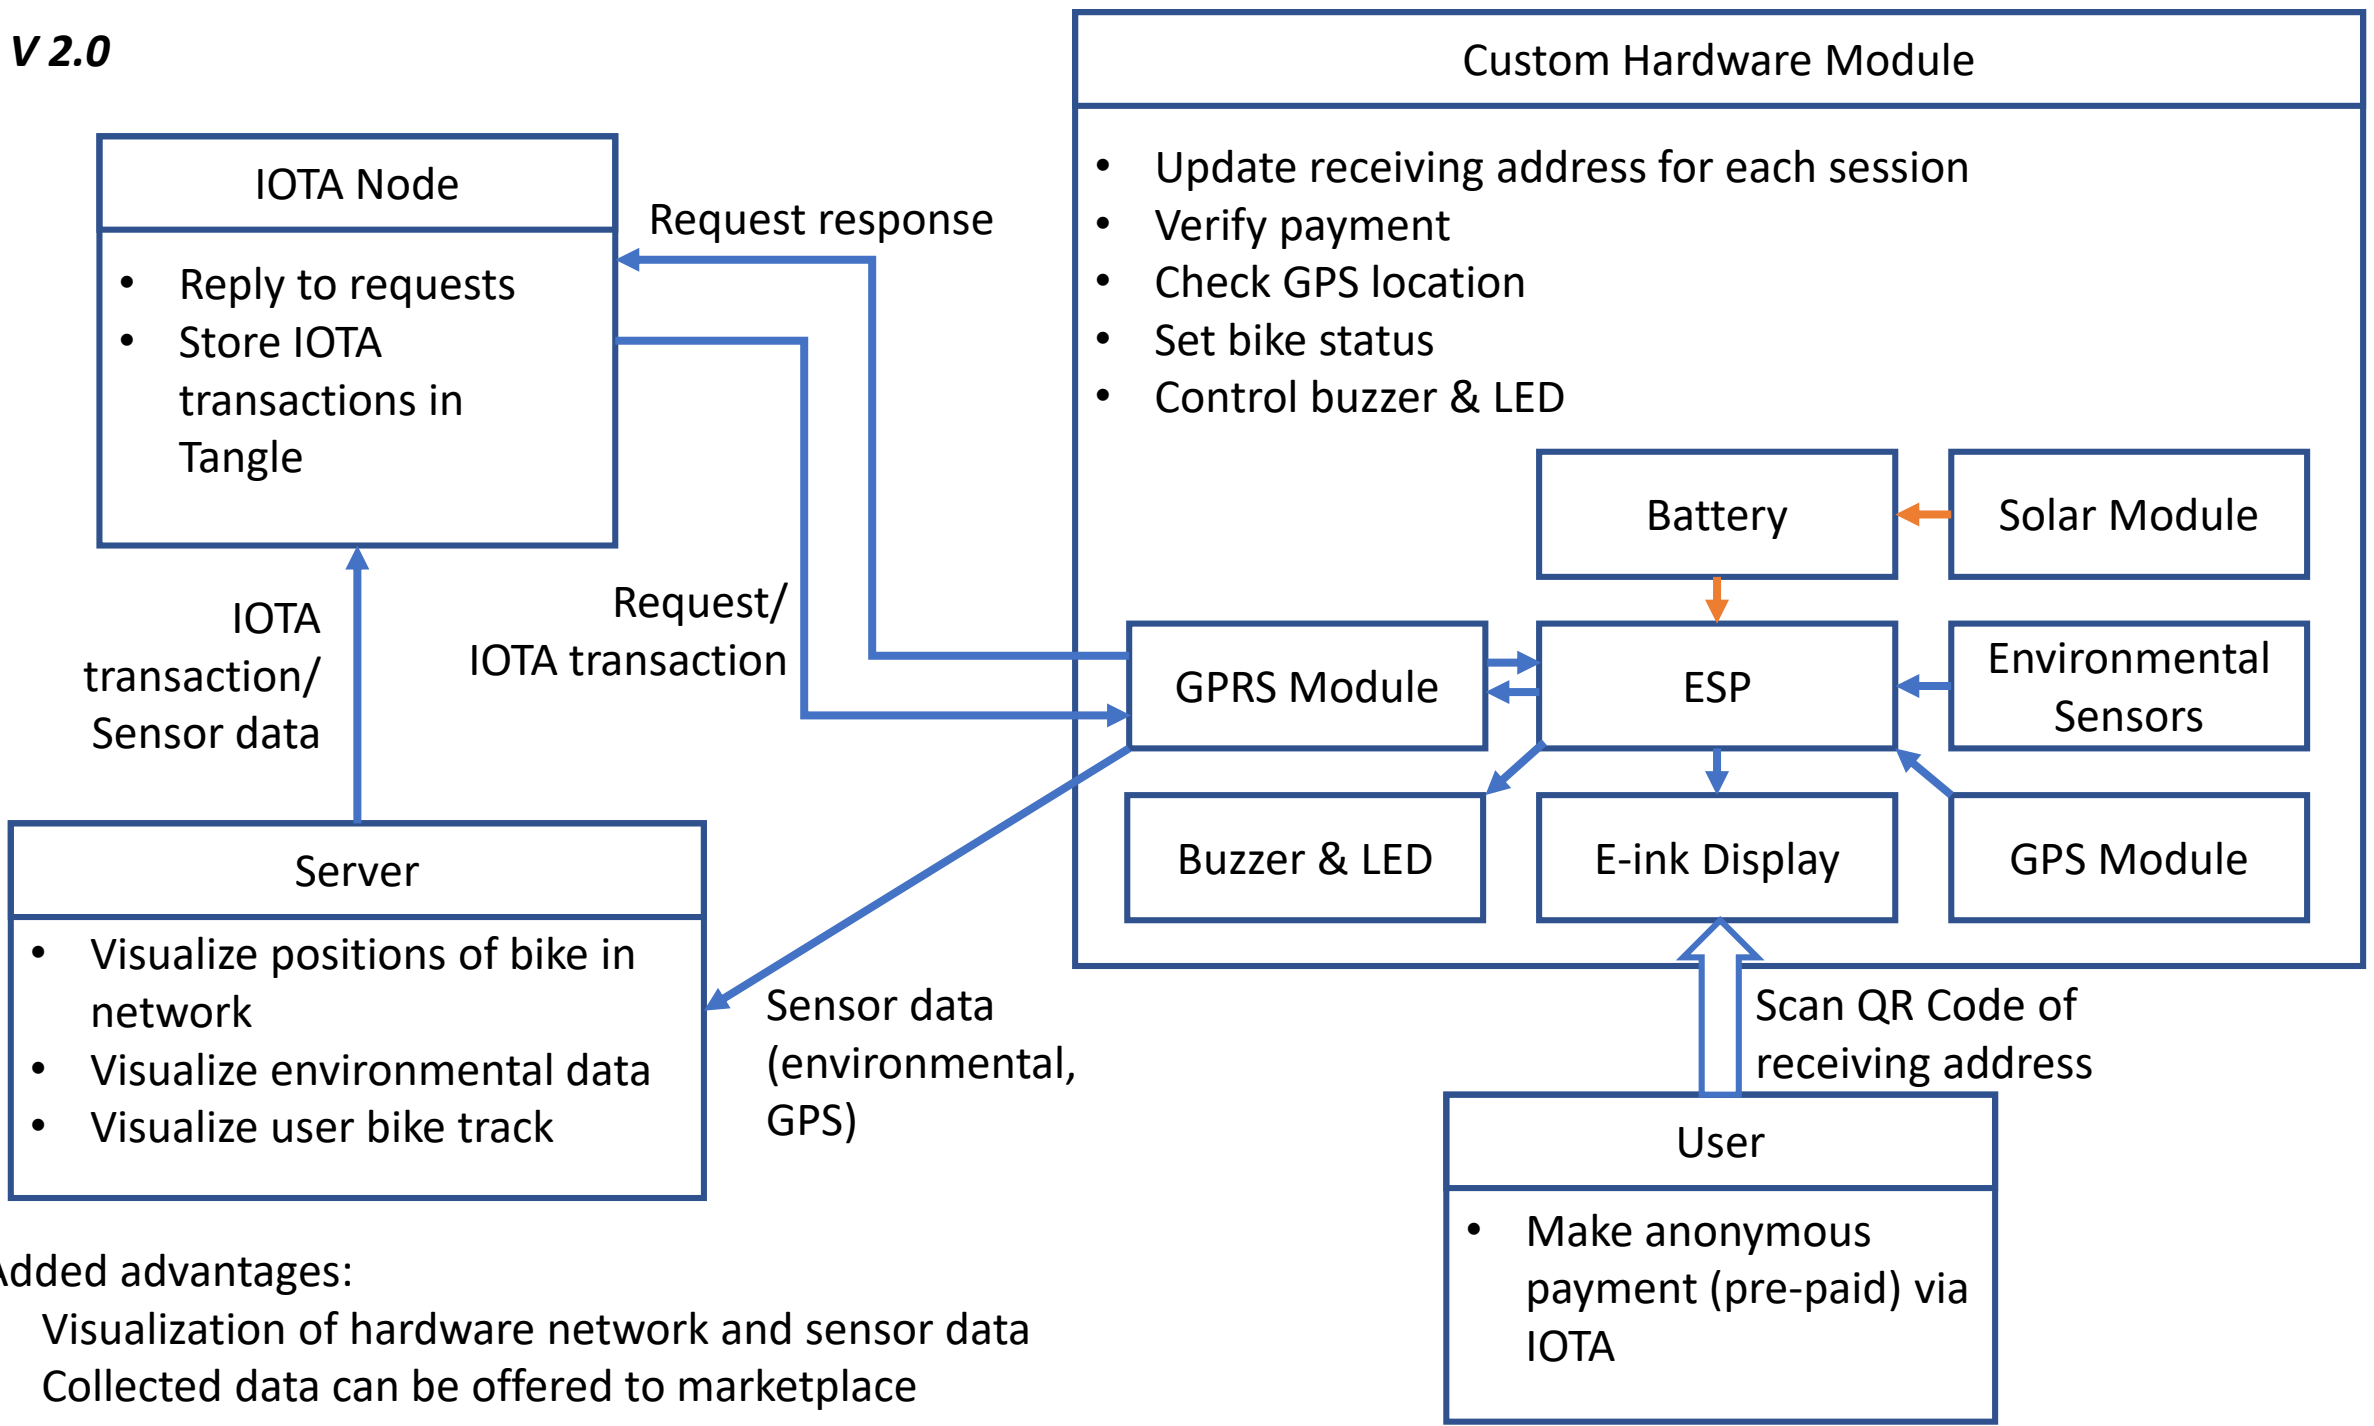 V 2.0
Custom Hardware Module
• Update receiving address for each session
• Verify payment
• Check GPS location
• Set bike status
• Control buzzer & LED
IOTA Node
• Reply to requests
• Store IOTA
transactions in
Tangle
Request response
Request/
IOTA transaction
IOTA
transaction/
Sensor data
Battery
Solar Module
GPRS Module
ESP
Environmental
Sensors
Buzzer & LED
E-ink Display
GPS Module
Server
• Visualize positions of bike in
network
• Visualize environmental data
• Visualize user bike track
Sensor data
(environmental,
GPS)
Scan QR Code of
receiving address
User
• Make anonymous
payment (pre-paid) via
IOTA
Added advantages:
Visualization of hardware network and sensor data
Collected data can be offered to marketplace